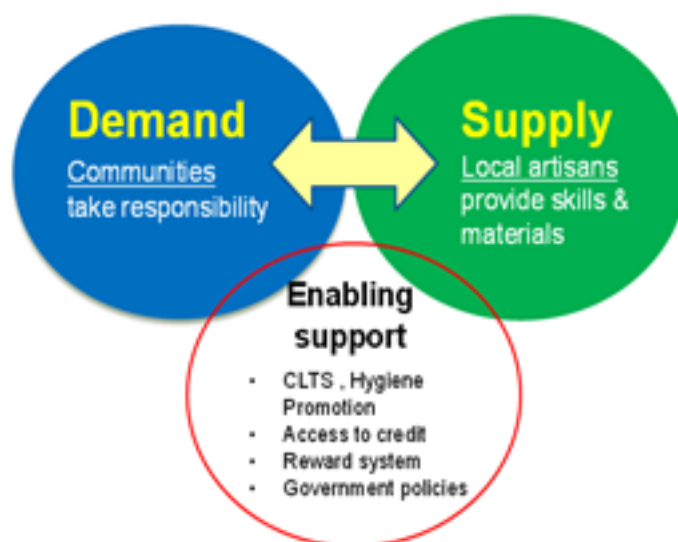 Demand
Communities
take responsibility
Supply
Local artisans
provide skills &
materials
Enabling
support
• CLTS , Hygiene
Promotion
• Access to credit
• Reward system
• Government policies